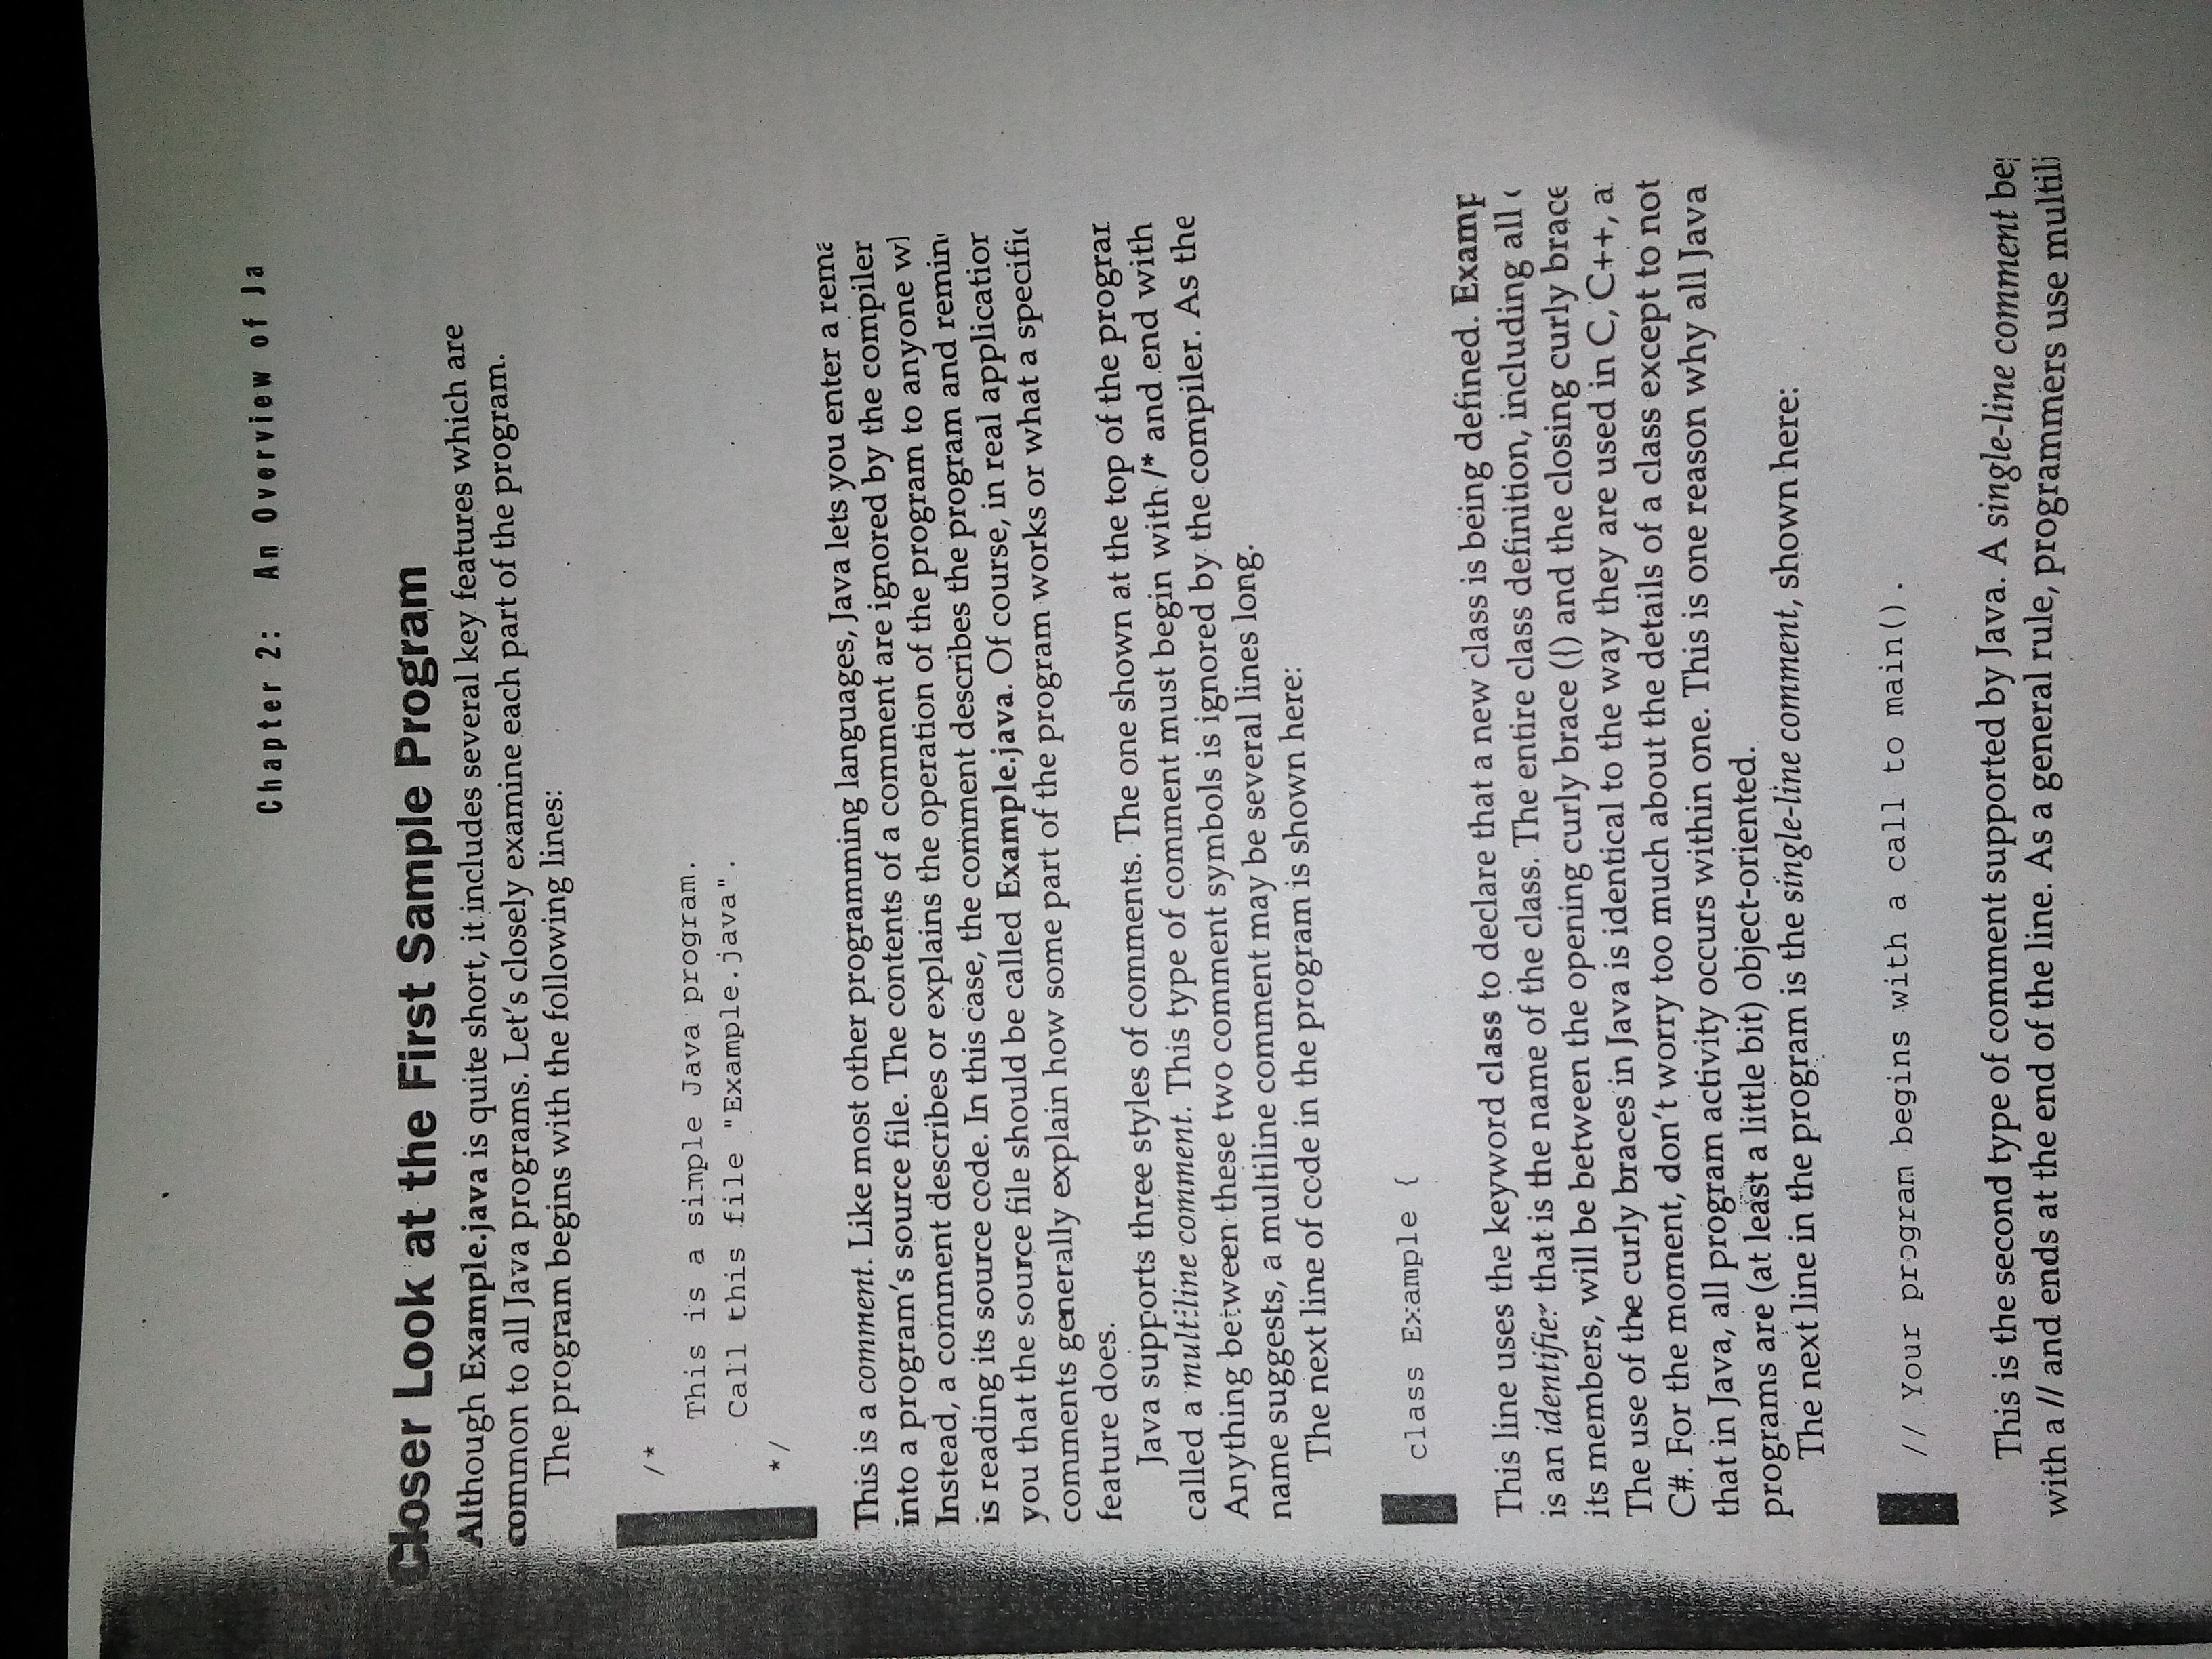 Chapter 2: An Overview of Ja
Closer Look at the First Sample Program
Although Example.java is quite short, it includes several key features which are
common to all Java programs. Let's closely examine each part of the program.
The program begins with the following lines:
/*
This is a simple Java program.
Call this file "Example.java".
*/
This is a comment. Like most other programming languages, Java lets you enter a rema
into a program's source file. The contents of a comment are ignored by the compiler
Instead, a comment describes or explains the operation of the program to anyone
is reading its source code. In this case, the comment describes the program and remin
you that the source file should be called Example.java. Of course, in real
comments generally explain how some part of the program works or what a specifi
feature does.
Java supports three styles of comments. The one shown at the top of the
called a multiline comment. This type of comment must begin with /* and end with
Anything between these two comment symbols is ignored by the compiler. As the
name suggests, a multiline comment may be several lines long.
The next line of code in the program is shown here:
class Example {
This line uses the keyword class to declare that a new class is being defined. Examp
is an identifier that is the name of the class. The entire class definition, including all
its members, will be between the opening curly brace ({) and the closing curly brace
The use of the curly braces in Java is identical to the way they are used in C, C++, a
C#. For the moment, don't worry too much about the details of a class except to not
that in Java, all program activity occurs within one. This is one reason why all Java
programs are (at least a little bit) object-oriented.
The next line in the program is the single-line comment, shown here:
// Your program begins with a call to main().
This is the second type of comment supported by Java. A single-line comment be
with a // and ends at the end of the line. As a general rule, programmers use multili